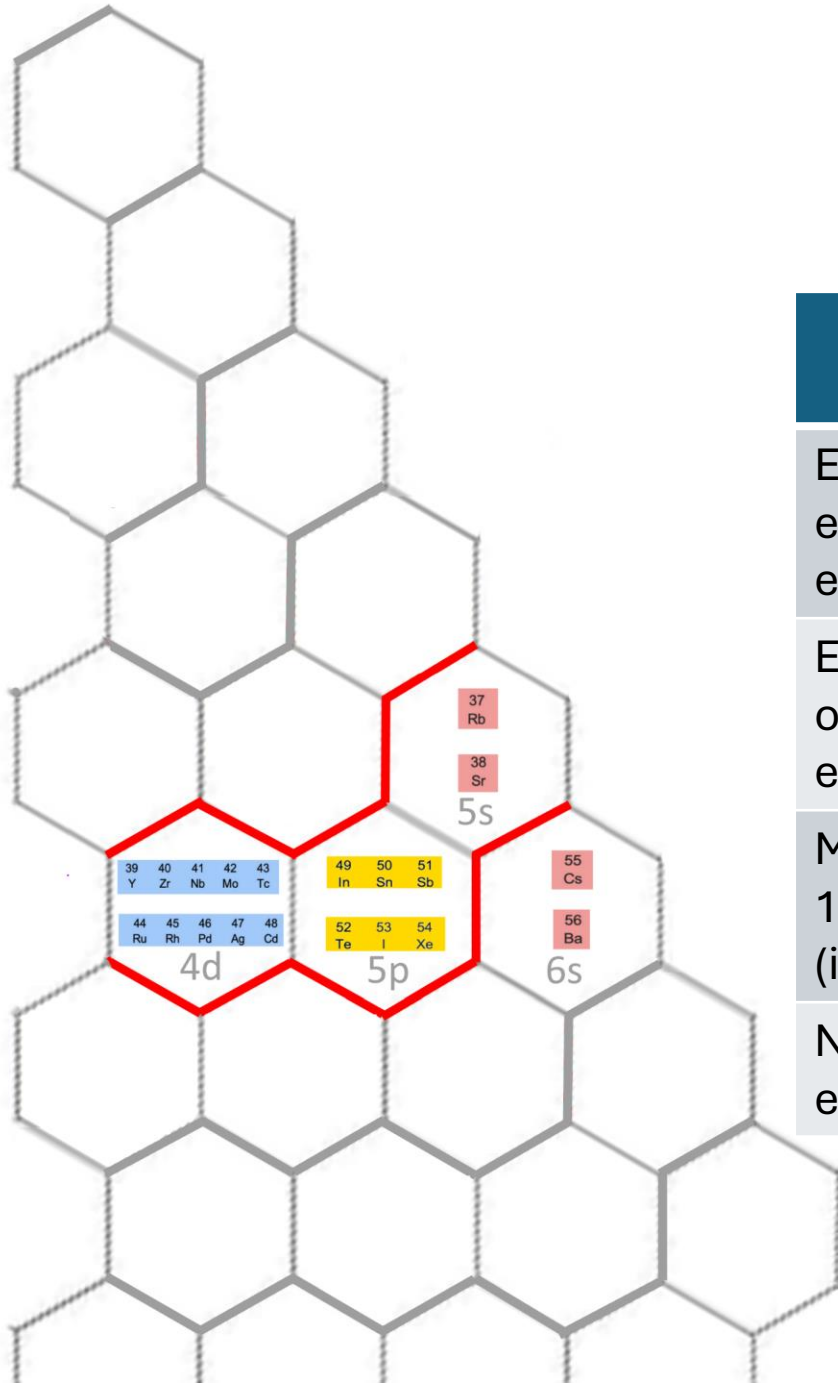 37
Rb
38
Sr
5s
39 40 41 42 43
Y Zr Nb Mo Tc
44 45 46 47 48
Ru Rh Pd Ag Cd
4d
49 50 51
In Sn Sb
52 53 54
Te I Xe
5p
55
Cs
56
Ba
6s
E
e
e
E
o
e
M
1
(i
N
e